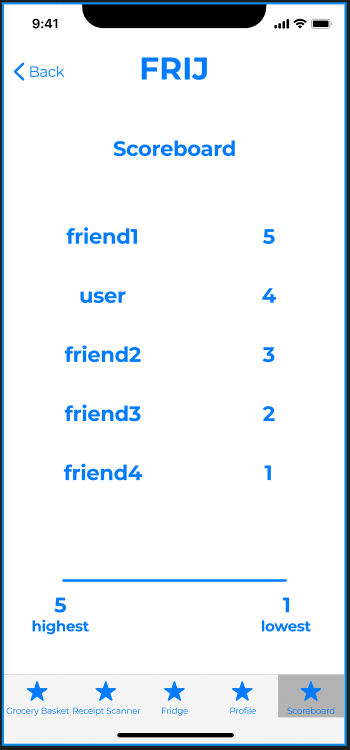 9:41
Back
FRIJ
Scoreboard
friend1 5
user 4
friend2 3
friend3 2
friend4 1
5 1
highest lowest
Grocery Basket Receipt Scanner Fridge Profile Scoreboard